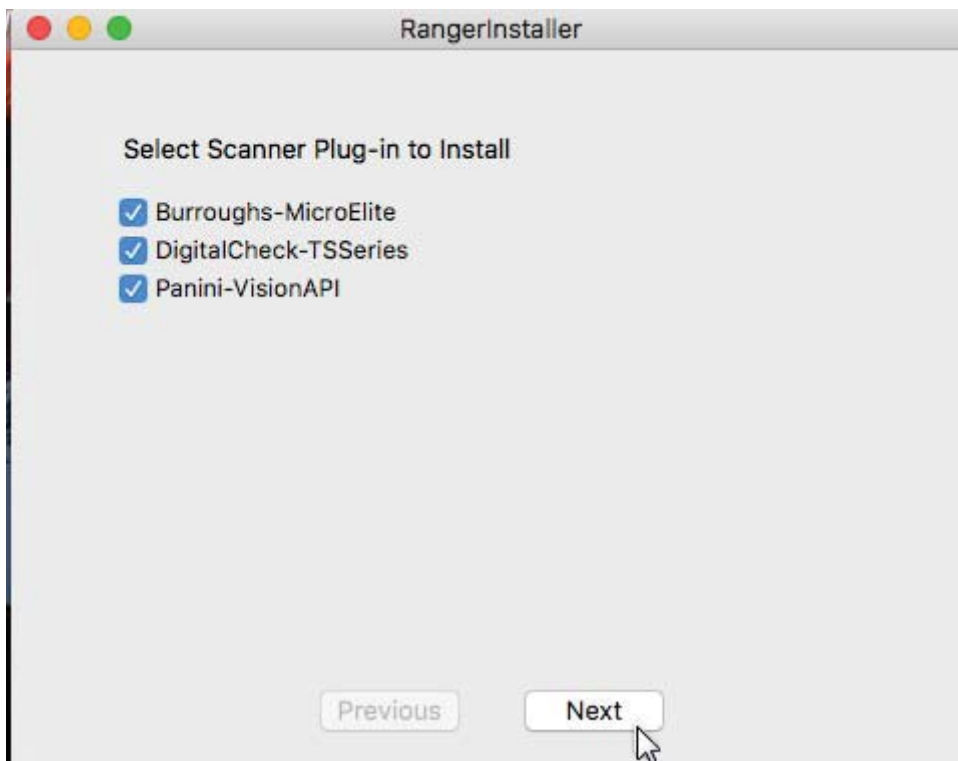 RangerInstaller
Select Scanner Plug-in to Install
Burroughs-MicroElite
DigitalCheck-TSSeries
Panini-VisionAPI
Previous
Next